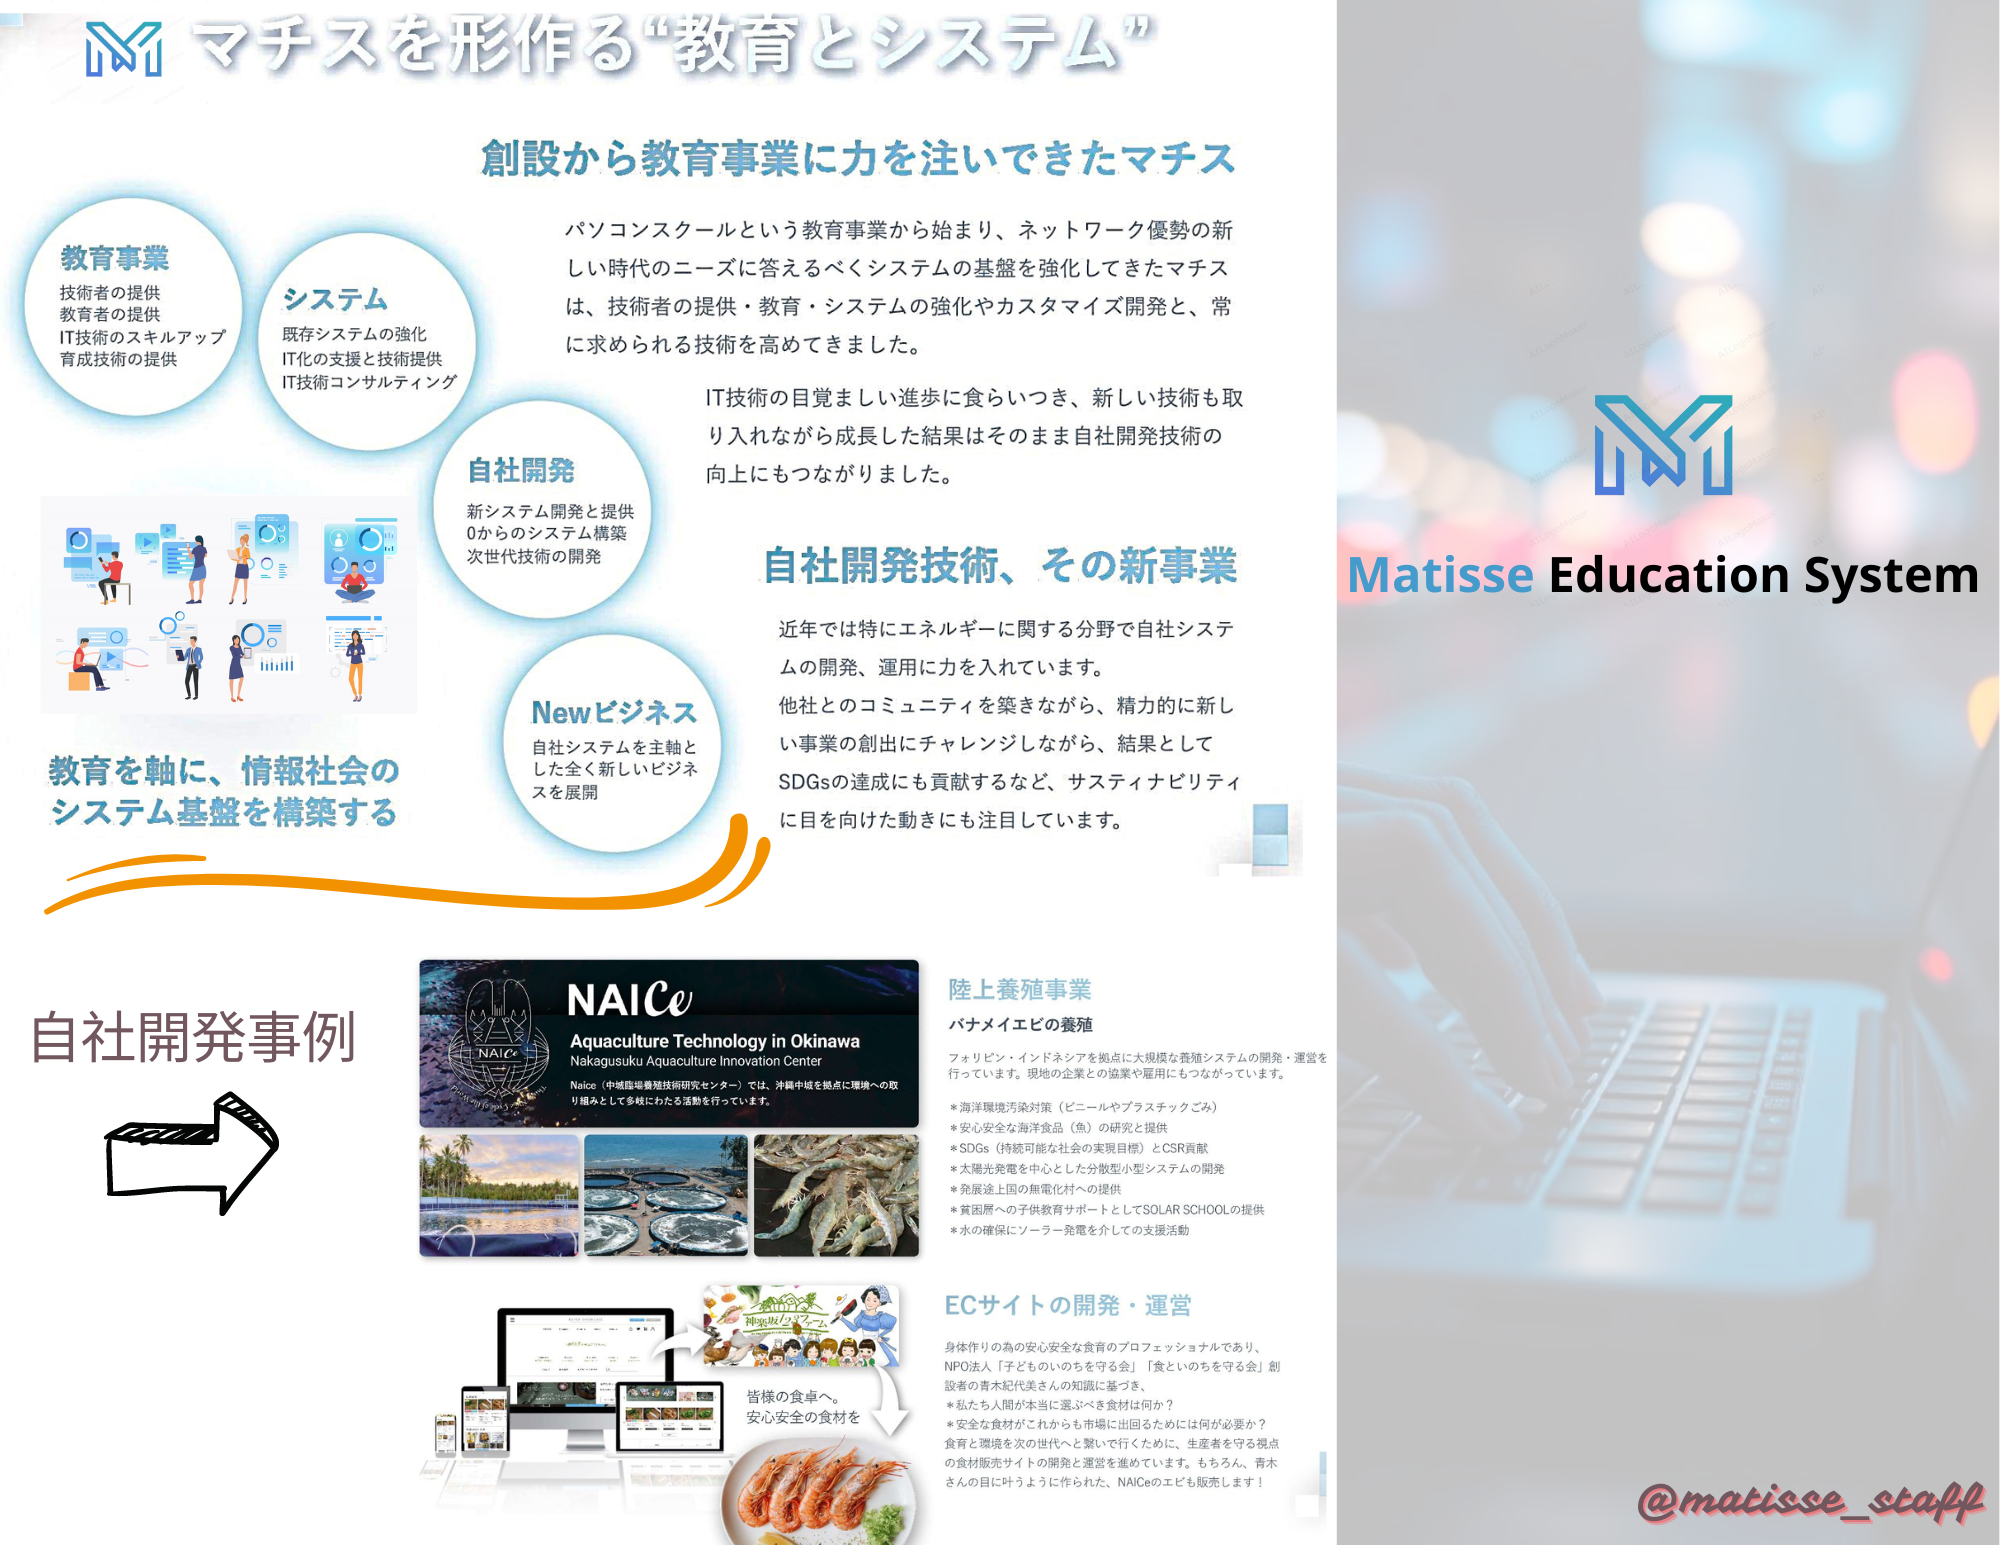 マチスを形作る“教育とシステム”
創設から教育事業に力を注いできたマチス
パソコンスクールという教育事業から始まり、ネットワーク優勢の新
しい時代のニーズに答えるべくシステムの基盤を強化してきたマチス
は、技術者の提供・教育・システムの強化やカスタマイズ開発と、常
に求められる技術を高めてきました。
IT技術の目覚ましい進歩に食らいつき、新しい技術も取
り入れながら成長した結果はそのまま自社開発技術の
向上にもつながりました。
教育事業
技術者の提供
教育者の提供
IT技術のスキルアップ
育成技術の提供
システム
既存システムの強化
IT化の支援と技術提供
IT技術コンサルティング
自社開発
新システム開発と提供
0からのシステム構築
次世代技術の開発
Newビジネス
自社システムを主軸と
した全く新しいビジネ
スを展開
自社開発技術、その新事業
近年では特にエネルギーに関する分野で自社システ
ムの開発、運用に力を入れています。
他社とのコミュニティを築きながら、精力的に新し
い事業の創出にチャレンジしながら、結果として
SDGsの達成にも貢献するなど、サスティナビリティ
に目を向けた動きにも注目しています。
教育を軸に、情報社会の
システム基盤を構築する
自社開発事例
NAICe
Aquaculture Technology in Okinawa
Nakagusuku Aquaculture Innovation Center
Naice（中城臨場養殖技術研究センター）では、沖縄中城を拠点に環境への取
り組みとして多岐にわたる活動を行っています。
NAICe
陸上養殖事業
バナメイエビの養殖
フォリピン・インドネシアを拠点に大規模な養殖システムの開発・運営を
行っています。現地の企業との協業や雇用にもつながっています。
＊海洋環境汚染対策（ビニールやプラスチックごみ）
＊安心安全な海洋食品（魚）の研究と提供
＊SDGs（持続可能な社会の実現目標）とCSR貢献
＊太陽光発電を中心とした分散型小型システムの開発
＊発展途上国の無電化村への提供
＊貧困層への子供教育サポートとしてSOLAR SCHOOLの提供
＊水の確保にソーラー発電を介しての支援活動
神楽坂123ファーム
皆様の食卓へ。
安心安全の食材を
ECサイトの開発・運営
身体作りの為の安心安全な食育のプロフェッショナルであり、
NPO法人「子どものいのちを守る会」「食といのちを守る会」創
設者の青木紀代美さんの知識に基づき、
＊私たち人間が本当に選ぶべき食材は何か？
＊安全な食材がこれからも市場に出回るためには何が必要か？
食育と環境を次の世代へと繋いで行くために、生産者を守る視点
の食材販売サイトの開発と運営を進めています。もちろん、青木
さんの目に叶うように作られた、NAICeのエビも販売します！
Matisse Education System
@matisse_staff